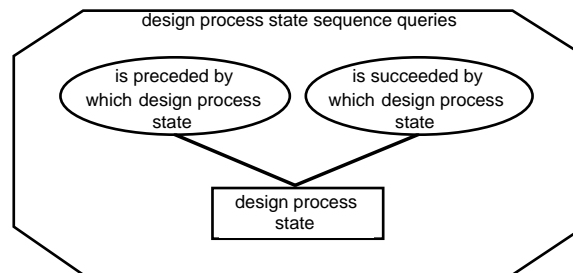 design process state sequence queries
is preceded by
which design process
state
is succeeded by
which design process
state
design process
state